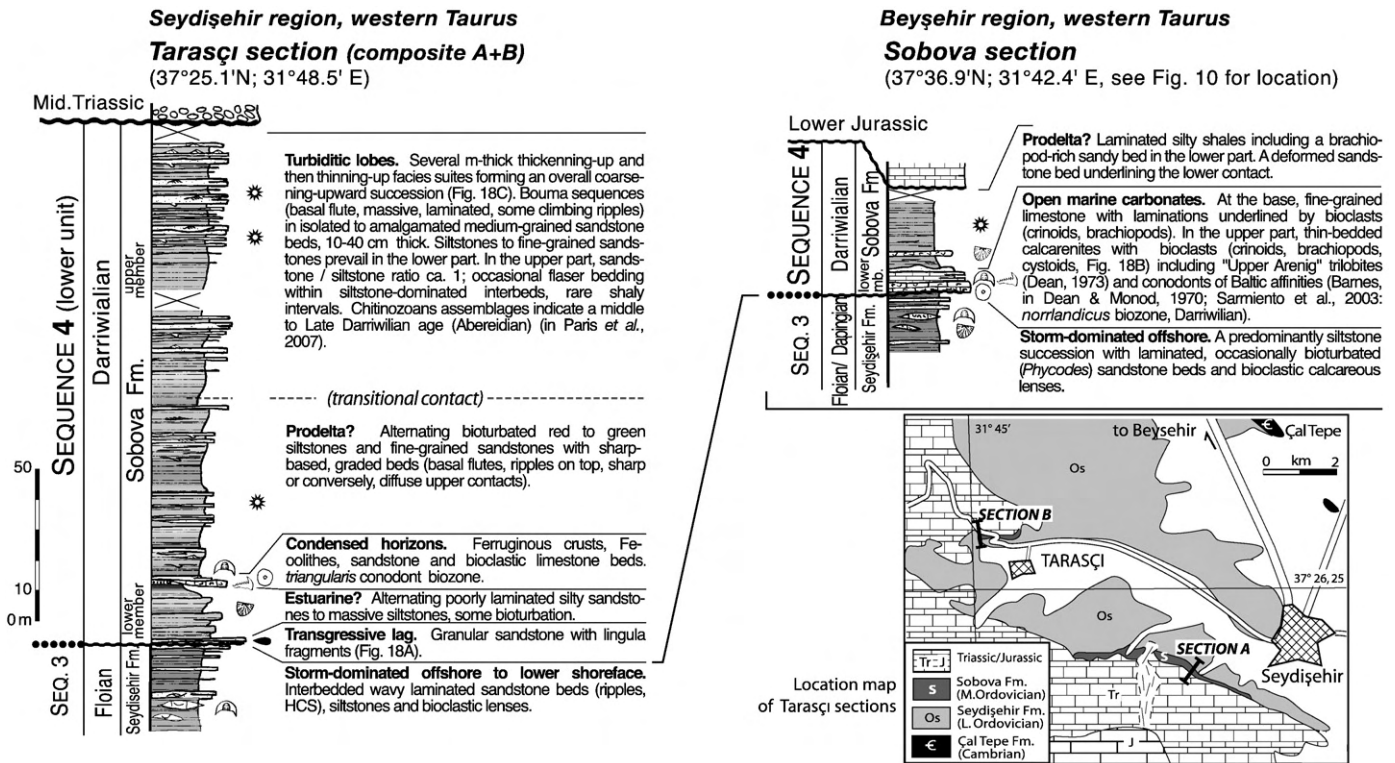 Seydişehir region, western Taurus
Tarasçı section (composite A+B)
(37°25.1'N; 31°48.5' E)
Mid.Triassic
SEQUENCE 4 (lower unit)
SEQ. 3
Darriwialian
Floian
Sobova Fm.
upper member
lower member
Seydişehir Fm.
50
10
0 m
Turbiditic lobes. Several m-thick thickenning-up and
then thinning-up facies suites forming an overall coarse-
ning-upward succession (Fig. 18C). Bouma sequences
(basal flute, massive, laminated, some climbing ripples)
in isolated to amalgamated medium-grained sandstone
beds, 10-40 cm thick. Siltstones to fine-grained sands-
tones prevail in the lower part. In the upper part, sands-
tone / siltstone ratio ca. 1; occasional flaser bedding
within siltstone-dominated interbeds, rare shaly
intervals. Chitinozoans assemblages indicate a middle
to Late Darriwilian age (Abereidian) (in Paris et al.,
2007).
(transitional contact)
Prodelta? Alternating bioturbated red to green
siltstones and fine-grained sandstones with sharp-
based, graded beds (basal flutes, ripples on top, sharp
or conversely, diffuse upper contacts).
Condensed horizons. Ferruginous crusts, Fe-
oolithes, sandstone and bioclastic limestone beds.
triangularis conodont biozone.
Estuarine? Alternating poorly laminated silty sandsto-
nes to massive siltstones, some bioturbation.
Transgressive lag. Granular sandstone with lingula
fragments (Fig. 18A).
Storm-dominated offshore to lower shoreface.
Interbedded wavy laminated sandstone beds (ripples,
HCS), siltstones and bioclastic lenses.
Beyşehir region, western Taurus
Sobova section
(37°36.9'N; 31°42.4' E, see Fig. 10 for location)
Lower Jurassic
SEQUENCE 4
SEQ. 3
Darriwialian
Floian/ Dapingian
Sobova Fm
lower mb.
Seydişehir Fm.
Prodelta? Laminated silty shales including a brachio-
pod-rich sandy bed in the lower part. A deformed sands-
tone bed underlining the lower contact.
Open marine carbonates. At the base, fine-grained
limestone with laminations underlined by bioclasts
(crinoids, brachiopods). In the upper part, thin-bedded
calcarenites with bioclasts (crinoids, brachiopods,
cystoids, Fig. 18B) including "Upper Arenig" trilobites
(Dean, 1973) and conodonts of Baltic affinities (Barnes,
in Dean & Monod, 1970; Sarmiento et al., 2003:
norrlandicus biozone, Darriwilian).
Storm-dominated offshore. A predominantly siltstone
succession with laminated, occasionally bioturbated
(Phycodes) sandstone beds and bioclastic calcareous
lenses.
31° 45'
to Beysehir
€
Çal Tepe
0 km 2
Os
SECTION B
TARASÇI
37° 26, 25
Os
S
SECTION A
Seydişehir
Tr
J
Location map
of Tarasçı sections
Tr J Triassic/Jurassic
S Sobova Fm.
(M.Ordovician)
Os Seydişehir Fm.
(L. Ordovician)
€ Çal Tepe Fm.
(Cambrian)